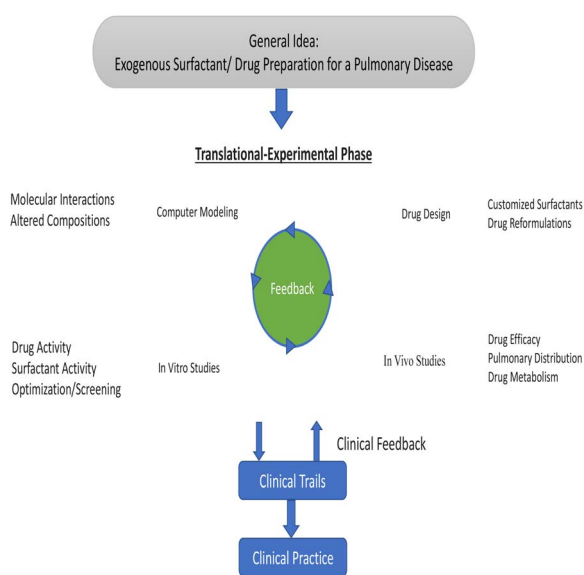 General Idea:
Exogenous Surfactant/ Drug Preparation for a Pulmonary Disease
Translational-Experimental Phase
Molecular Interactions
Altered Compositions
Computer Modeling
Drug Design
Customized Surfactants
Drug Reformulations
Feedback
Drug Activity
Surfactant Activity
Optimization/Screening
In Vitro Studies
In Vivo Studies
Drug Efficacy
Pulmonary Distribution
Drug Metabolism
Clinical Feedback
Clinical Trails
Clinical Practice